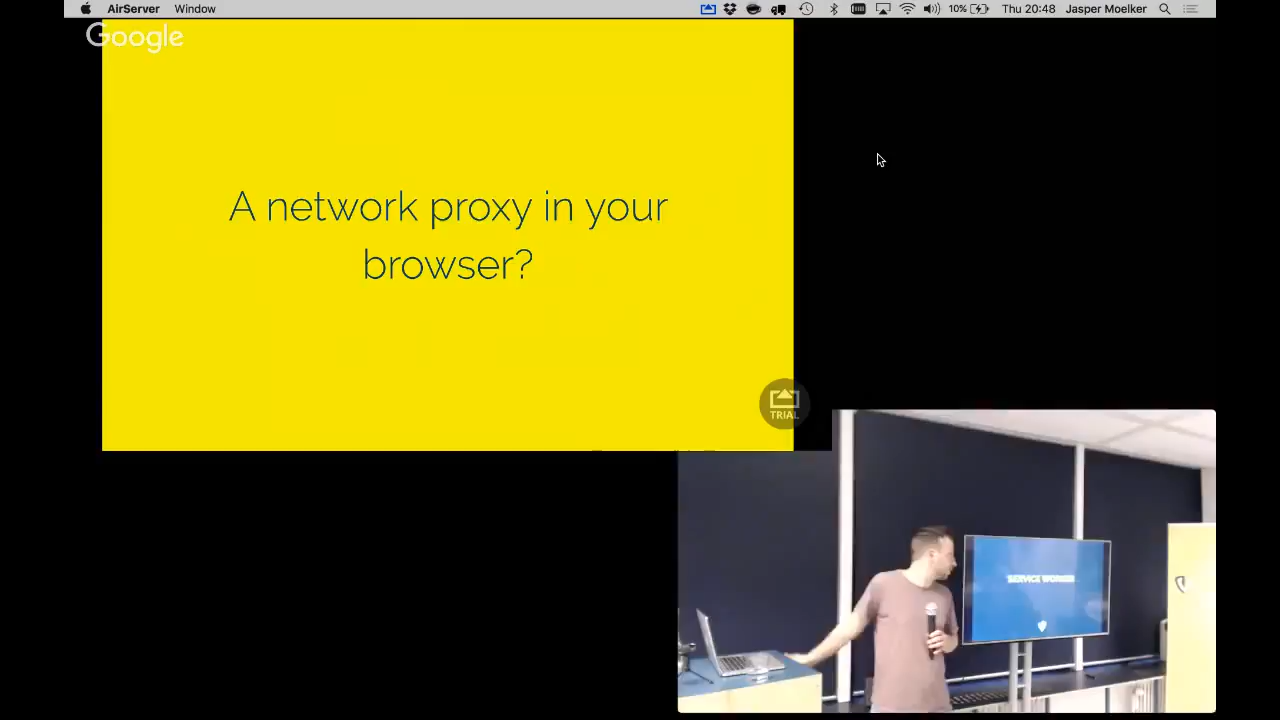 AirServer Window 10% Thu 20:48 Jasper Moelker
Google
A network proxy in your
browser?
TRIAL
SERVICE WORKER